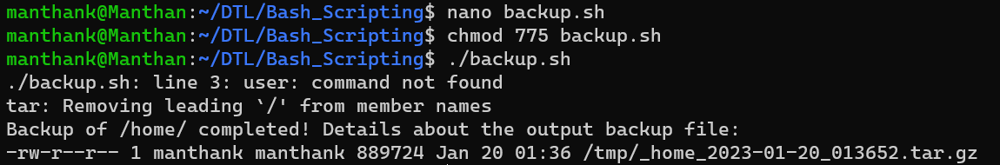 manthank@Manthan:~/DTL/Bash_Scripting$ nano backup.sh
manthank@Manthan:~/DTL/Bash_Scripting$ chmod 775 backup.sh
manthank@Manthan:~/DTL/Bash_Scripting$ ./backup.sh
./backup.sh: line 3: user: command not found
tar: Removing leading `/' from member names
Backup of /home/ completed! Details about the output backup file:
-rw-r--r-- 1 manthank manthank 889724 Jan 20 01:36 /tmp/_home_2023-01-20_013652.tar.gz